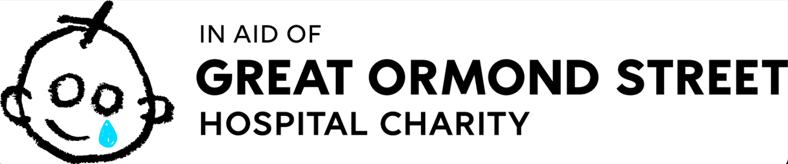 IN AID OF
GREAT ORMOND STREET
HOSPITAL CHARITY